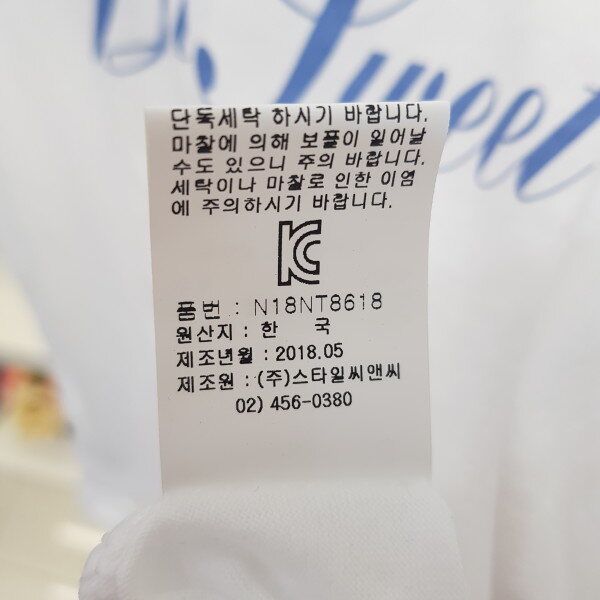 Sweet
단독세탁 하시기 바랍니다.
마찰에 의해 보풀이 일어날
수도 있으니 주의 바랍니다.
세탁이나 마찰로 인한 이염
에 주의하시기 바랍니다.
KC
품번 : N18NT8618
원산지 : 한 국
제조년월 : 2018.05
제조원 : (주)스타일씨앤씨
02) 456-0380